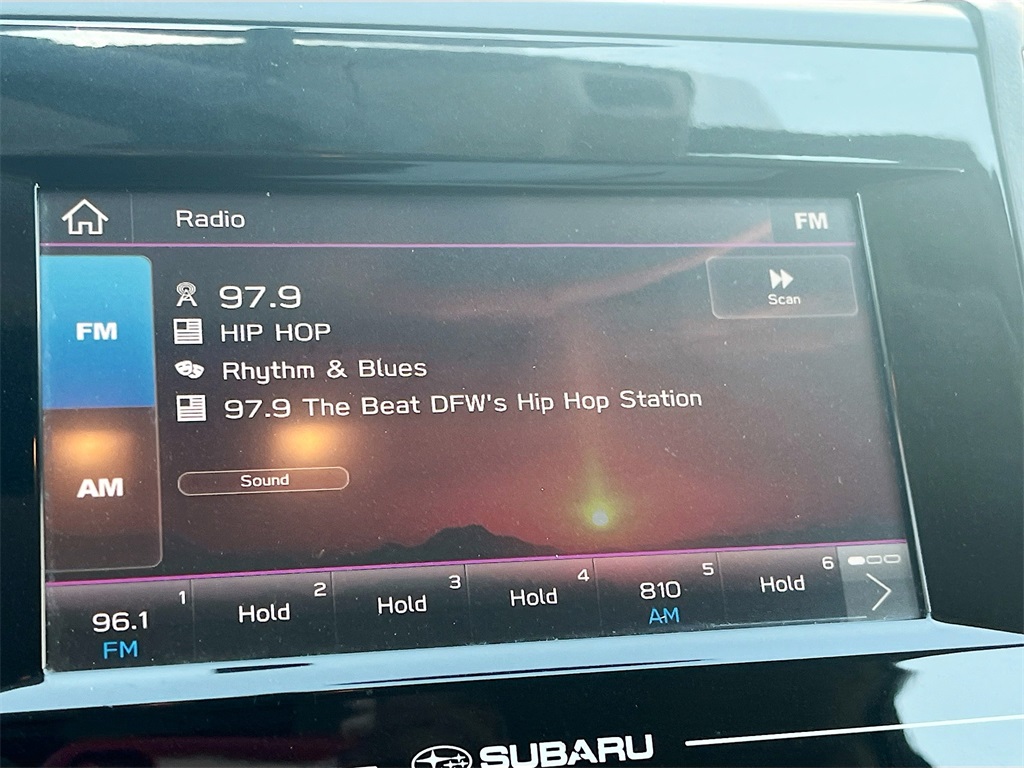 Radio
FM
FM
97.9
Scan
HIP HOP
Rhythm & Blues
97.9 The Beat DFW's Hip Hop Station
AM
Sound
1
96.1
FM
2
Hold
3
Hold
4
Hold
5
810
AM
6
Hold
SUBARU